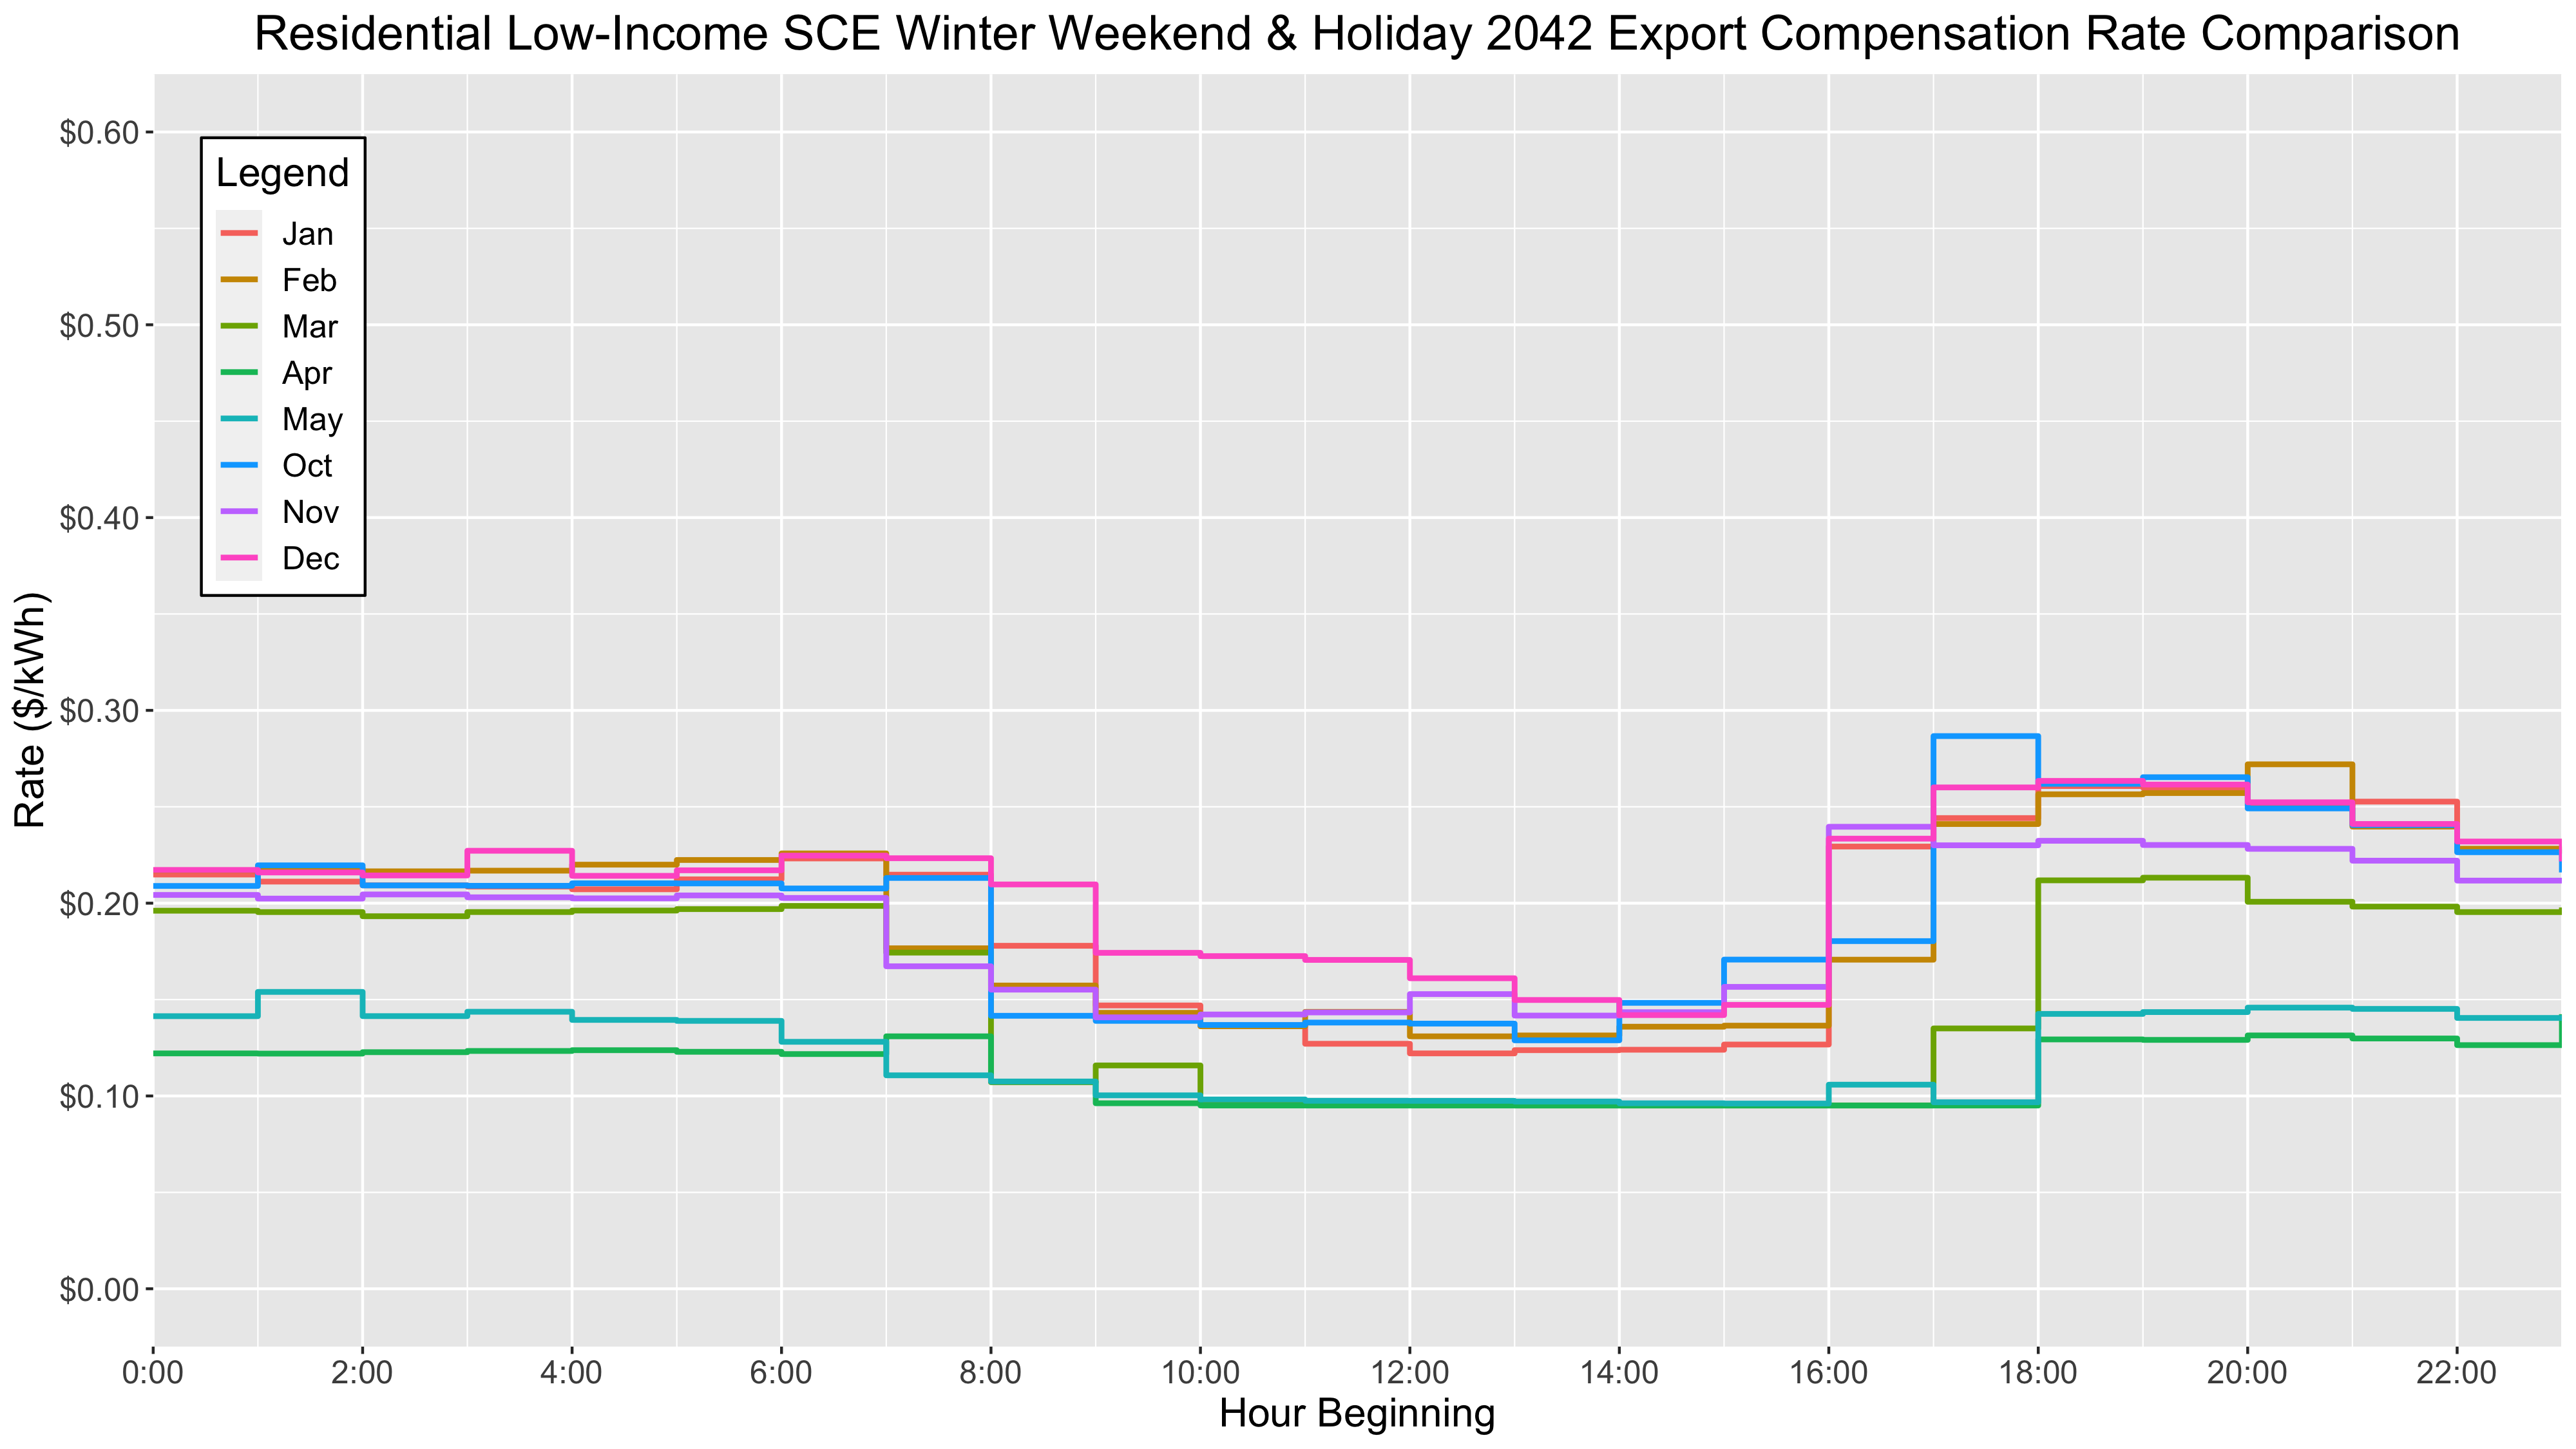 Residential Low-Income SCE Winter Weekend & Holiday 2042 Export Compensation Rate Comparison
$0.60
$0.50
$0.40
$0.30
$0.20
$0.10
$0.00
Rate ($/kWh)
Legend
Jan
Feb
Mar
Apr
May
Oct
Nov
Dec
0:00 2:00 4:00 6:00 8:00 10:00 12:00 14:00 16:00 18:00 20:00 22:00
Hour Beginning